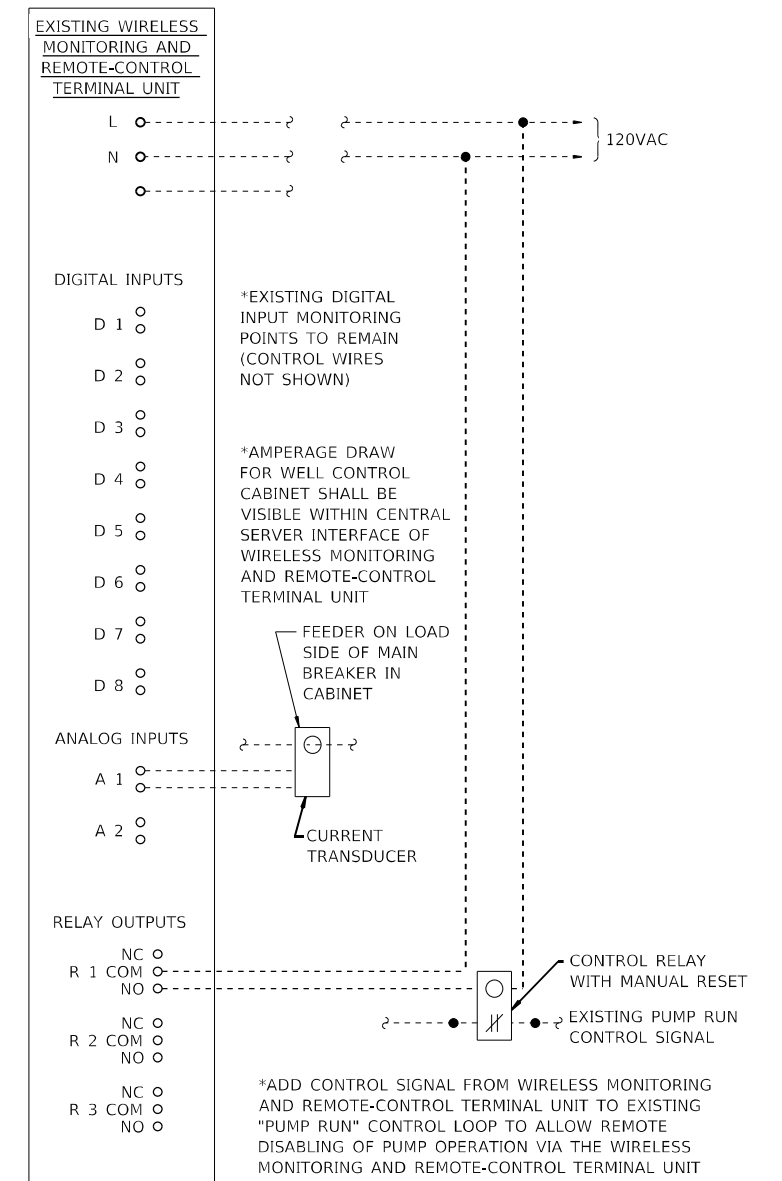 EXISTING WIRELESS
MONITORING AND
REMOTE-CONTROL
TERMINAL UNIT
L
120VAC
N
DIGITAL INPUTS
*EXISTING DIGITAL
INPUT MONITORING
POINTS TO REMAIN
(CONTROL WIRES
NOT SHOWN)
D 1
D 2
D 3
D 4
D 5
D 6
D 7
D 8
*AMPERAGE DRAW
FOR WELL CONTROL
CABINET SHALL BE
VISIBLE WITHIN CENTRAL
SERVER INTERFACE OF
WIRELESS MONITORING
AND REMOTE-CONTROL
TERMINAL UNIT
FEEDER ON LOAD
SIDE OF MAIN
BREAKER IN
CABINET
ANALOG INPUTS
A 1
A 2
CURRENT
TRANSDUCER
RELAY OUTPUTS
NC
R 1 COM
NO
NC
R 2 COM
NO
NC
R 3 COM
NO
CONTROL RELAY
WITH MANUAL RESET
EXISTING PUMP RUN
CONTROL SIGNAL
*ADD CONTROL SIGNAL FROM WIRELESS MONITORING
AND REMOTE-CONTROL TERMINAL UNIT TO EXISTING
"PUMP RUN" CONTROL LOOP TO ALLOW REMOTE
DISABLING OF PUMP OPERATION VIA THE WIRELESS
MONITORING AND REMOTE-CONTROL TERMINAL UNIT